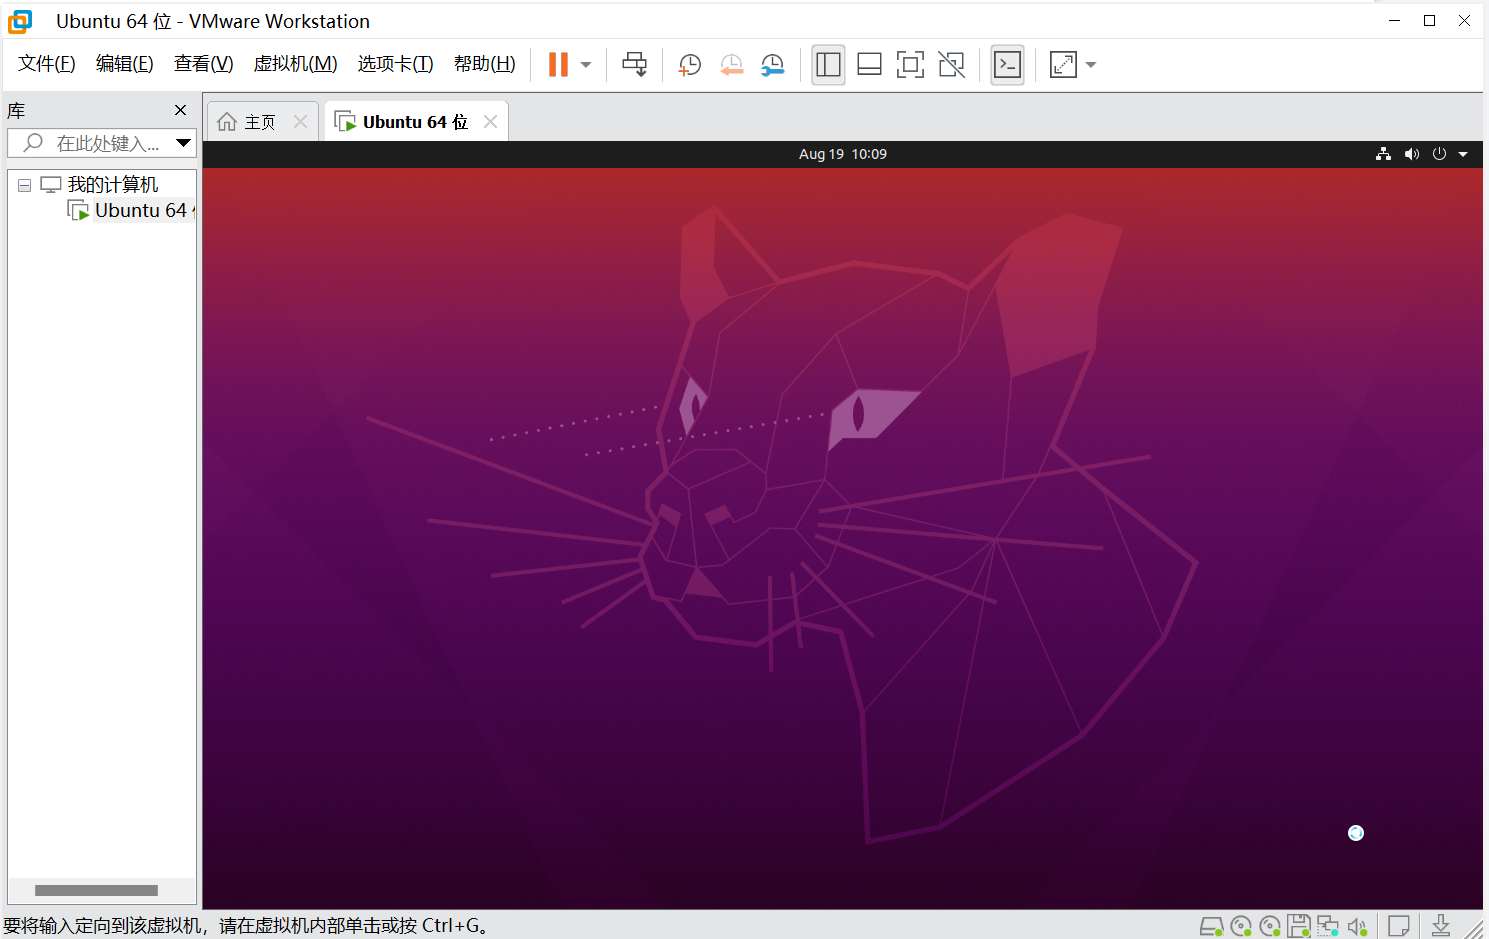 Ubuntu 64 位 - VMware Workstation
文件(F) 编辑(E) 查看(V) 虚拟机(M) 选项卡(T) 帮助(H)
库
在此处键入...
主页
Ubuntu 64 位
Aug 19 10:09
我的计算机
Ubuntu 64
要将输入定向到该虚拟机，请在虚拟机内部单击或按 Ctrl+G。